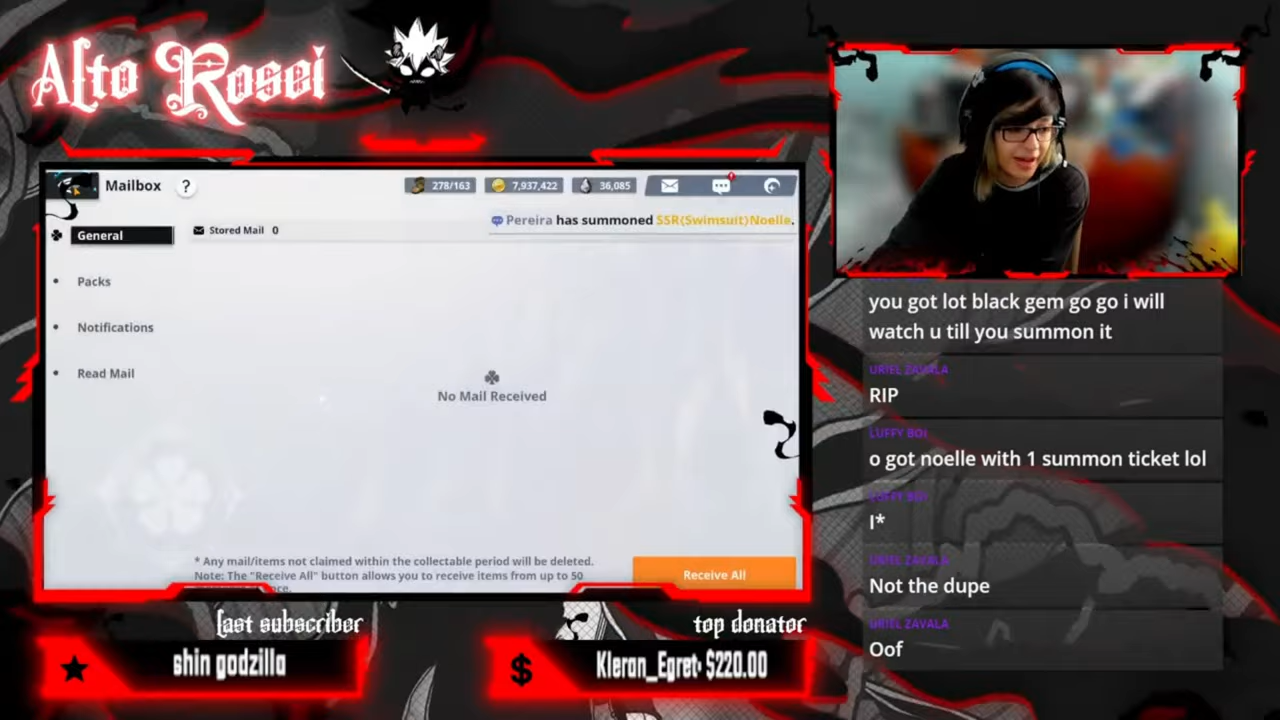 Alto Rosei
Mailbox ?
278/163 7,937,422 36,085
Pereira has summoned SSR(Swimsuit)Noelle.
General
Stored Mail 0
Packs
Notifications
Read Mail
No Mail Received
* Any mail/items not claimed within the collectable period will be deleted.
Note: The "Receive All" button allows you to receive items from up to 50
Receive All
last subscriber
shin godzilla
top donator
$
Kleran_Egret- $220.00
you got lot black gem go go i will
watch u till you summon it
URIEL ZAVALA
RIP
LUFFY BOI
o got noelle with 1 summon ticket lol
LUFFY BOI
I*
URIEL ZAVALA
Not the dupe
URIEL ZAVALA
Oof